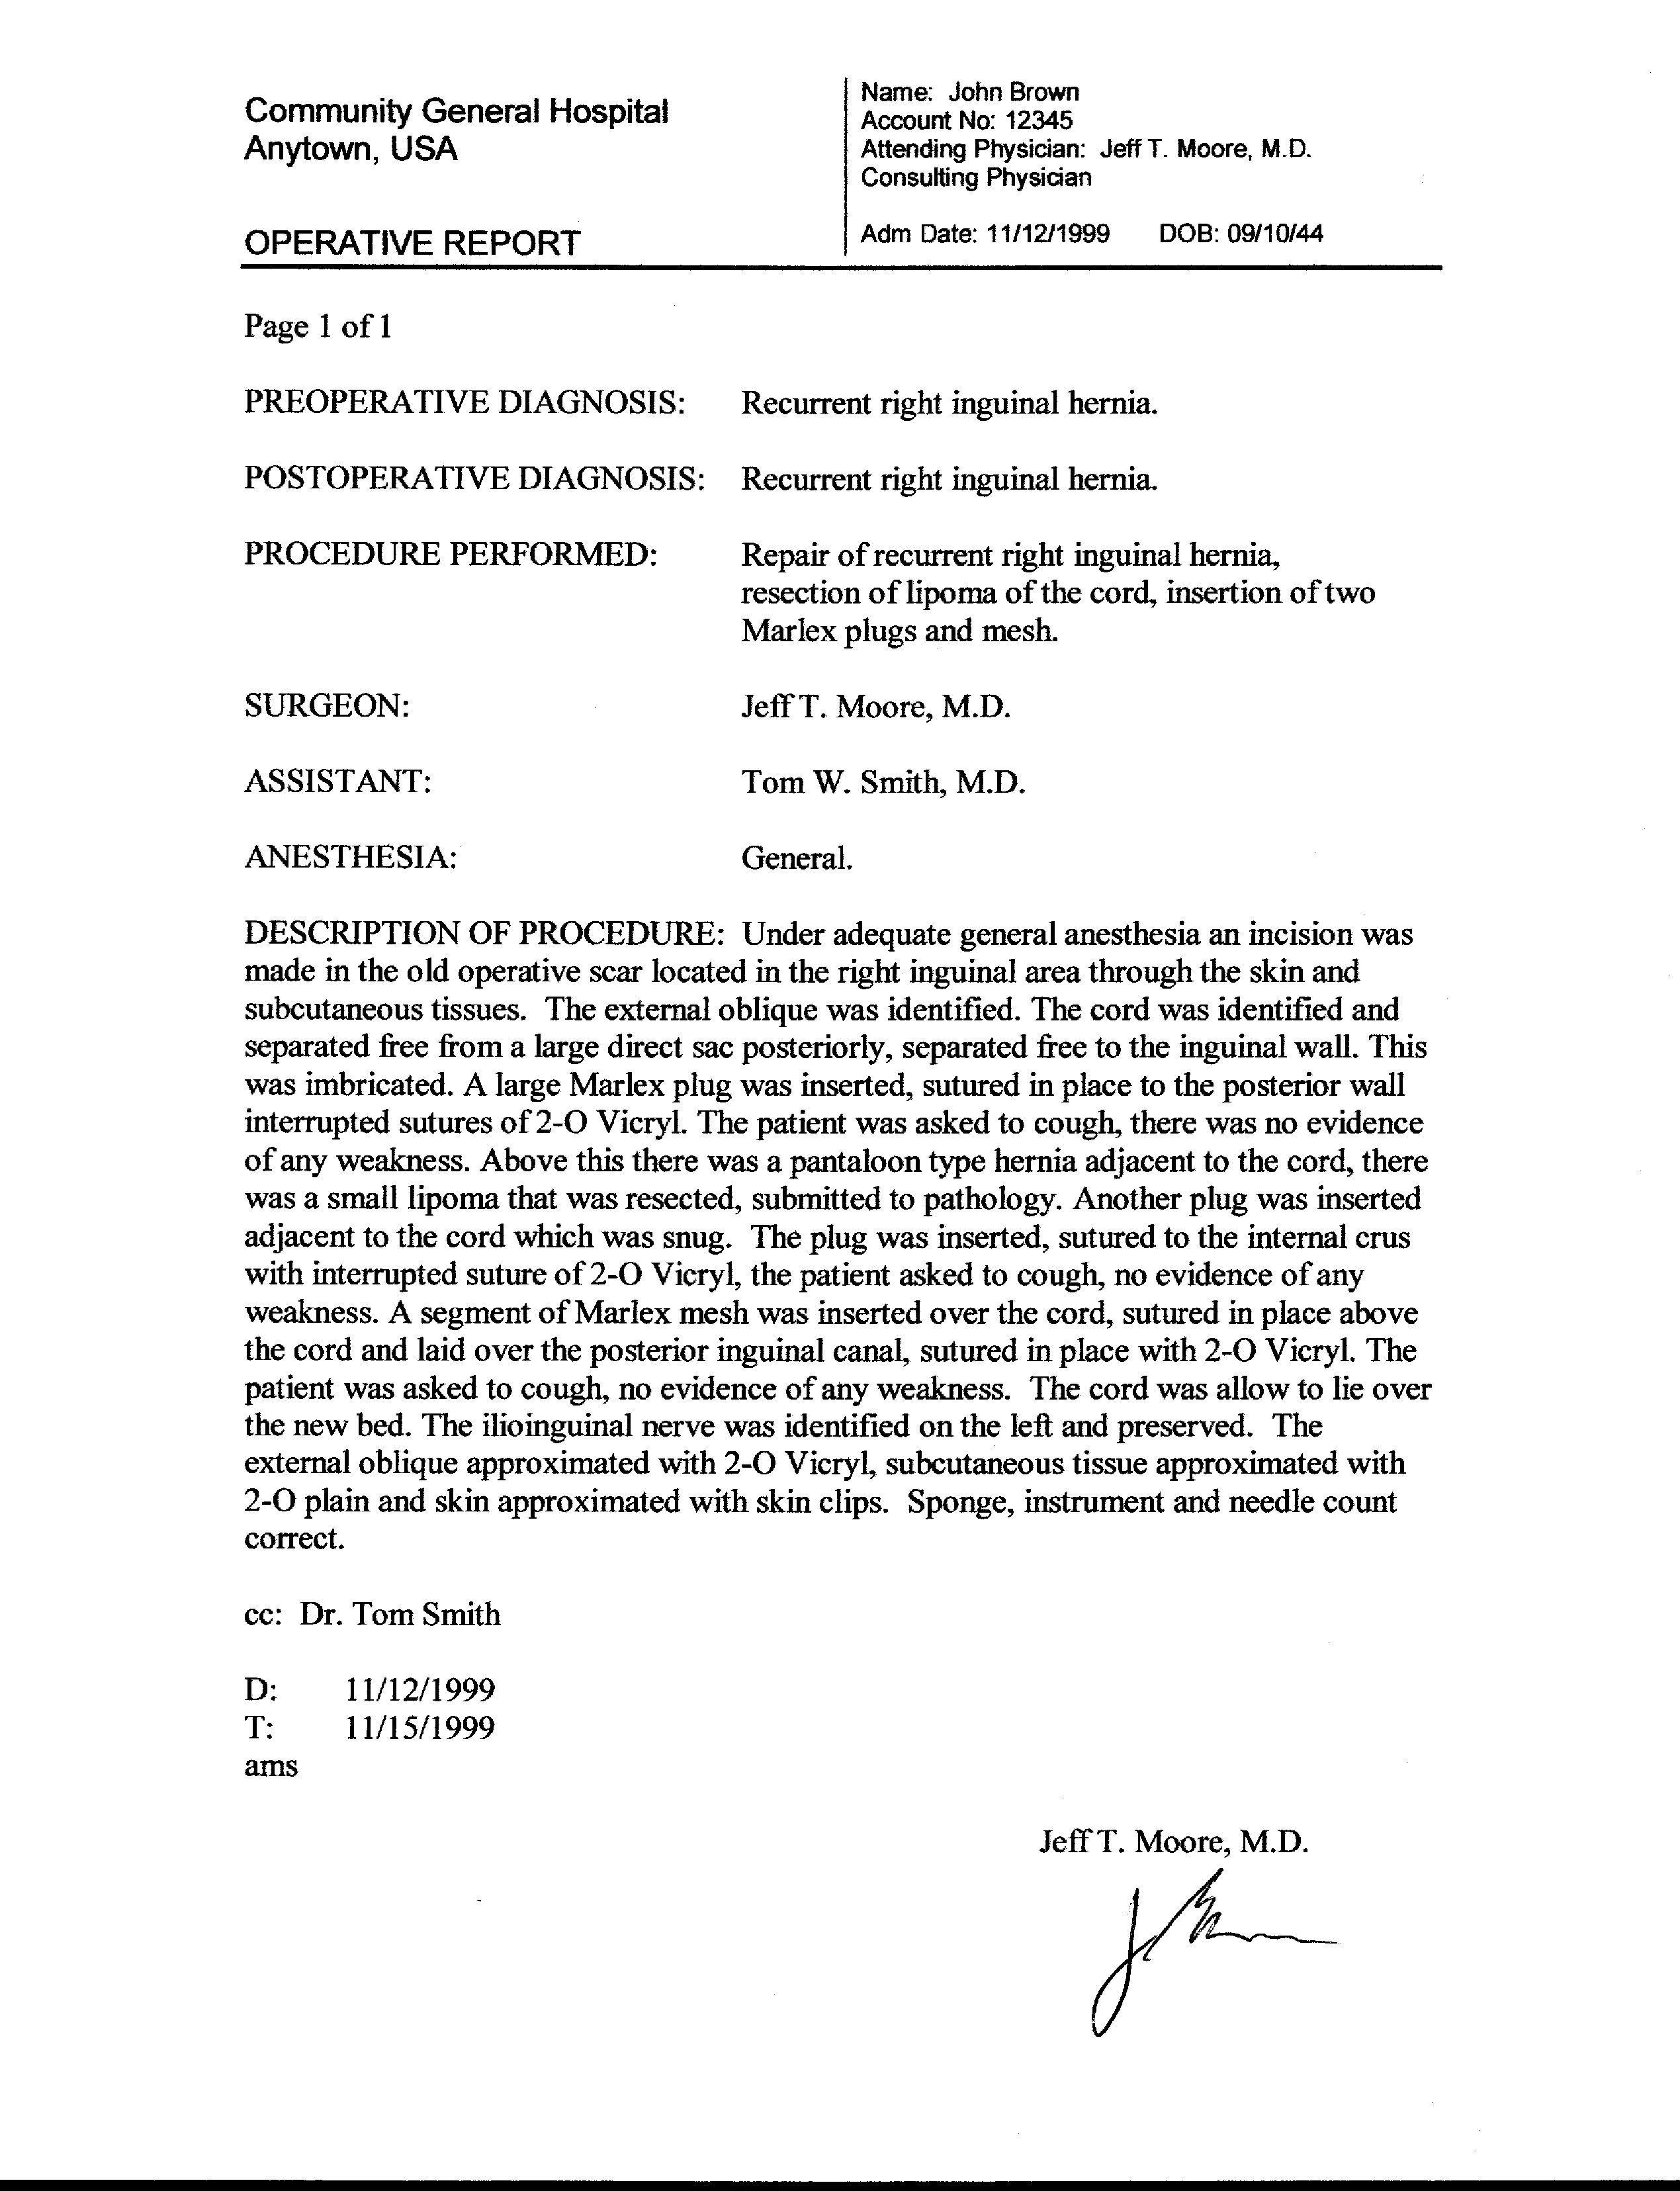 Community General Hospital
Anytown, USA
OPERATIVE REPORT
Name: John Brown
Account No: 12345
Attending Physician: Jeff T. Moore, M.D.
Consulting Physician
Adm Date: 11/12/1999 DOB: 09/10/44
Page 1 of 1
PREOPERATIVE DIAGNOSIS: Recurrent right inguinal hernia.
POSTOPERATIVE DIAGNOSIS: Recurrent right inguinal hernia.
PROCEDURE PERFORMED: Repair of recurrent right inguinal hernia,
resection of lipoma of the cord, insertion of two
Marlex plugs and mesh.
SURGEON: Jeff T. Moore, M.D.
ASSISTANT: Tom W. Smith, M.D.
ANESTHESIA: General.
DESCRIPTION OF PROCEDURE: Under adequate general anesthesia an incision was
made in the old operative scar located in the right inguinal area through the skin and
subcutaneous tissues. The external oblique was identified. The cord was identified and
separated free from a large direct sac posteriorly, separated free to the inguinal wall. This
was imbricated. A large Marlex plug was inserted, sutured in place to the posterior wall
interrupted sutures of 2-O Vicryl. The patient was asked to cough, there was no evidence
of any weakness. Above this there was a pantaloon type hernia adjacent to the cord, there
was a small lipoma that was resected, submitted to pathology. Another plug was inserted
adjacent to the cord which was snug. The plug was inserted, sutured to the internal crus
with interrupted suture of 2-O Vicryl, the patient asked to cough, no evidence of any
weakness. A segment of Marlex mesh was inserted over the cord, sutured in place above
the cord and laid over the posterior inguinal canal, sutured in place with 2-O Vicryl. The
patient was asked to cough, no evidence of any weakness. The cord was allow to lie over
the new bed. The ilioinguinal nerve was identified on the left and preserved. The
external oblique approximated with 2-O Vicryl, subcutaneous tissue approximated with
2-O plain and skin approximated with skin clips. Sponge, instrument and needle count
correct.
cc: Dr. Tom Smith
D: 11/12/1999
T: 11/15/1999
ams
Jeff T. Moore, M.D.